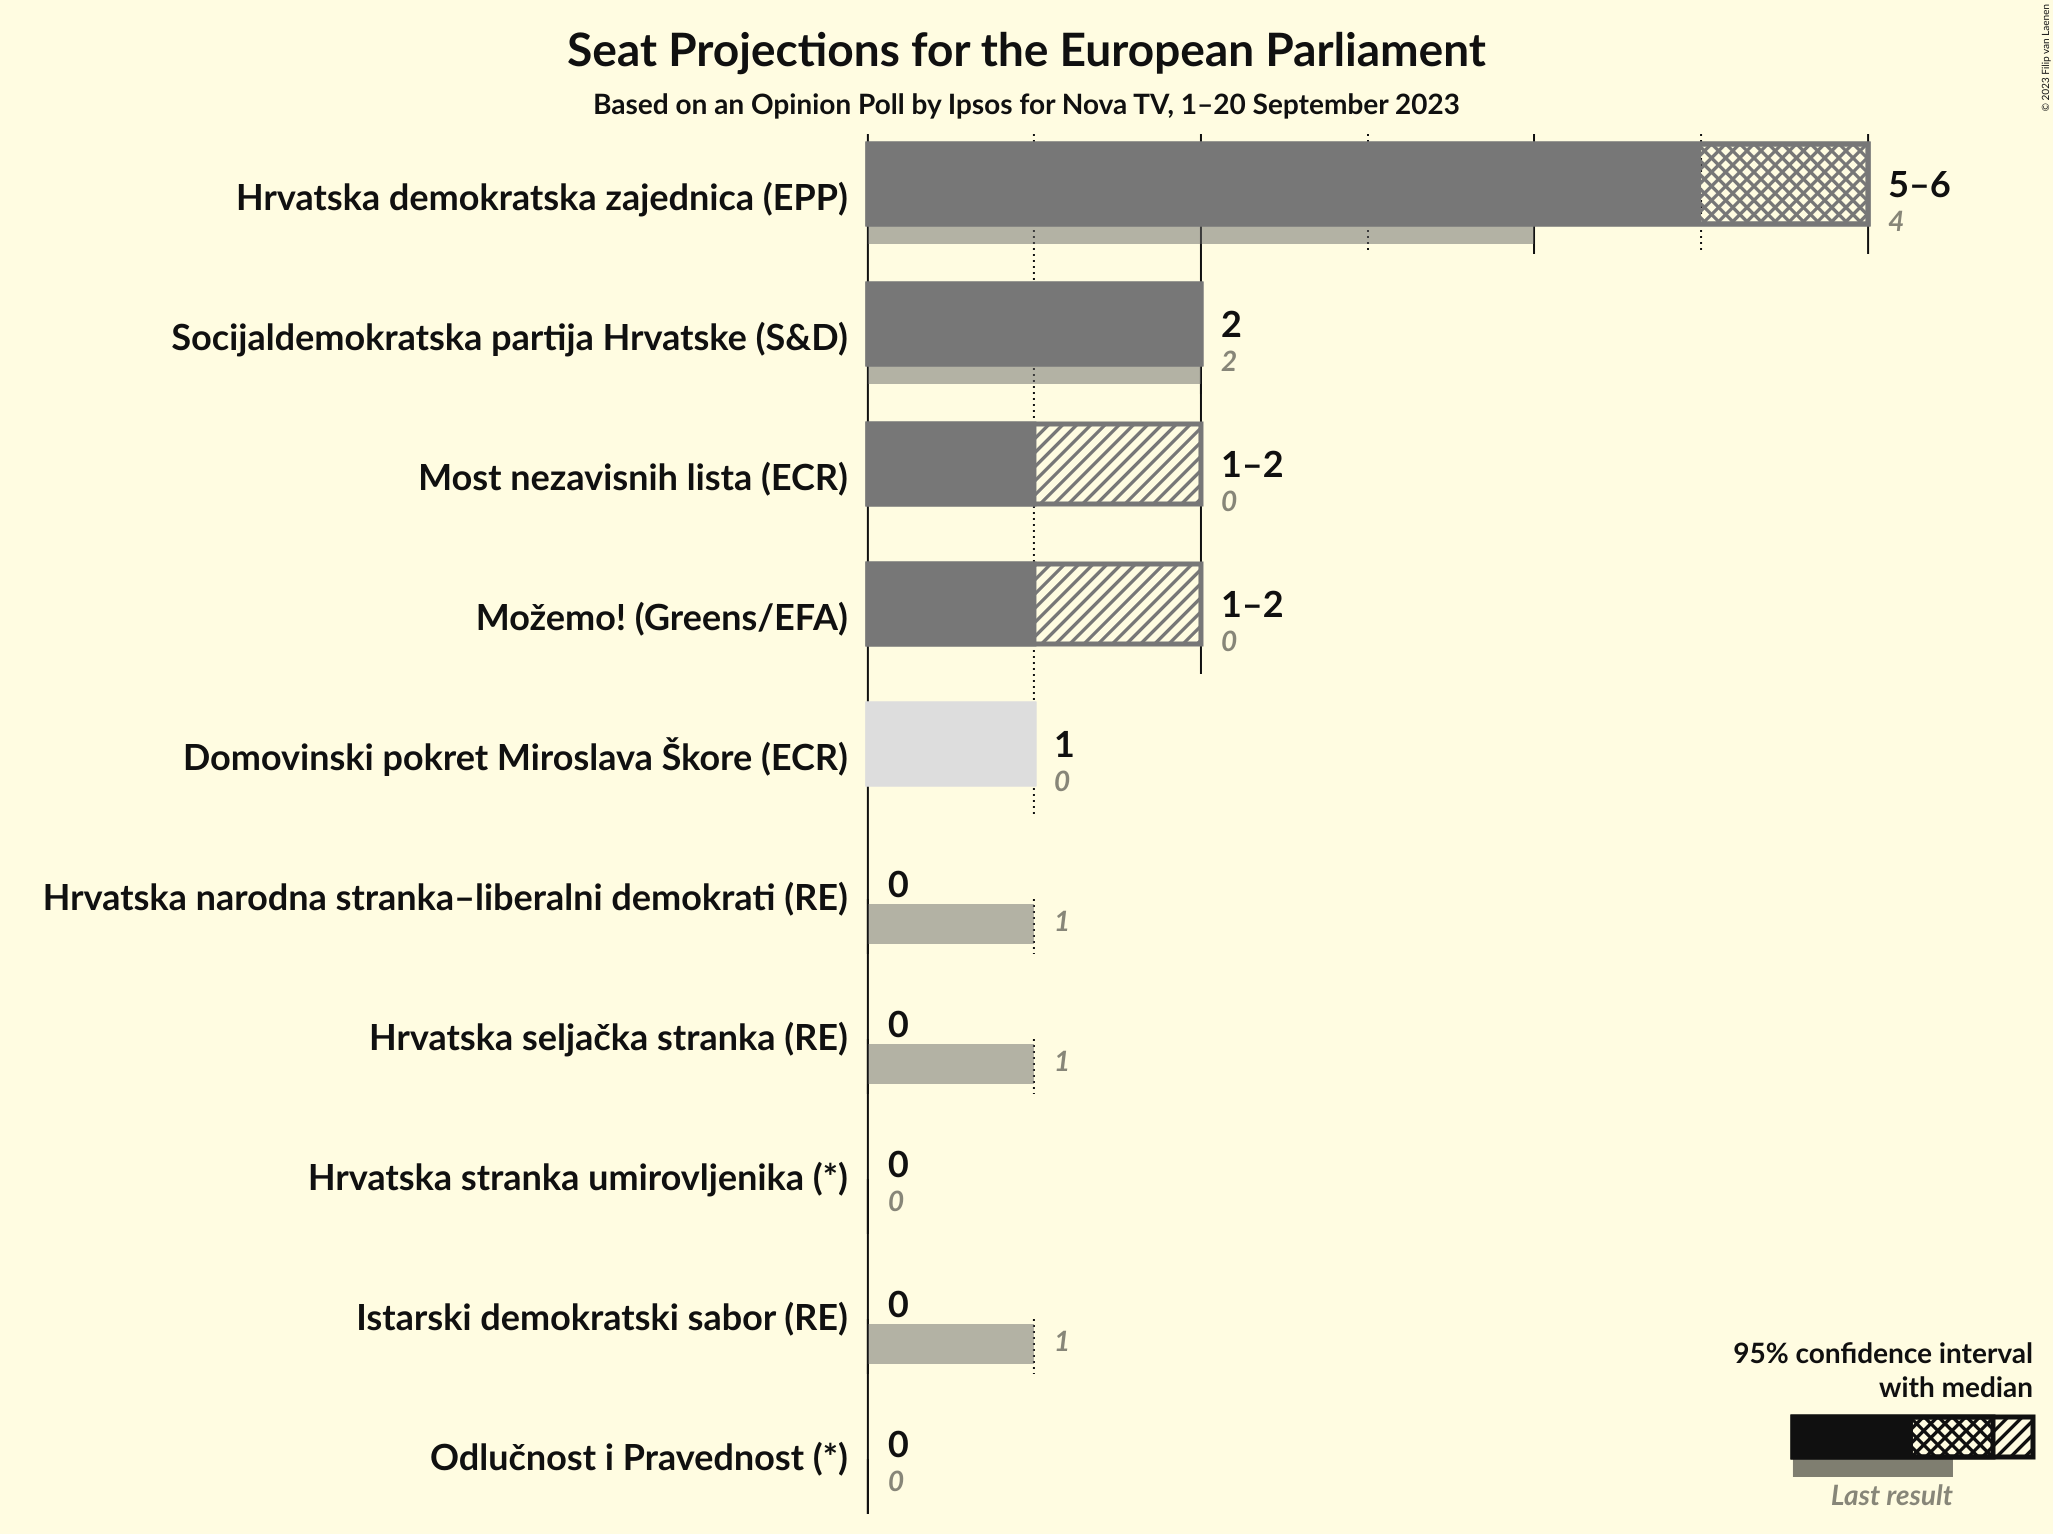 Seat Projections for the European Parliament
Based on an Opinion Poll by Ipsos for Nova TV, 1–20 September 2023
© 2023 Filip van Laenen
Hrvatska demokratska zajednica (EPP)
5–6
4
Socijaldemokratska partija Hrvatske (S&D)
2
2
Most nezavisnih lista (ECR)
1–2
0
Možemo! (Greens/EFA)
1–2
0
Domovinski pokret Miroslava Škore (ECR)
1
0
Hrvatska narodna stranka–liberalni demokrati (RE)
0
1
Hrvatska seljačka stranka (RE)
0
1
Hrvatska stranka umirovljenika (*)
0
0
Istarski demokratski sabor (RE)
0
1
Odlučnost i Pravednost (*)
0
0
95% confidence interval
with median
Last result